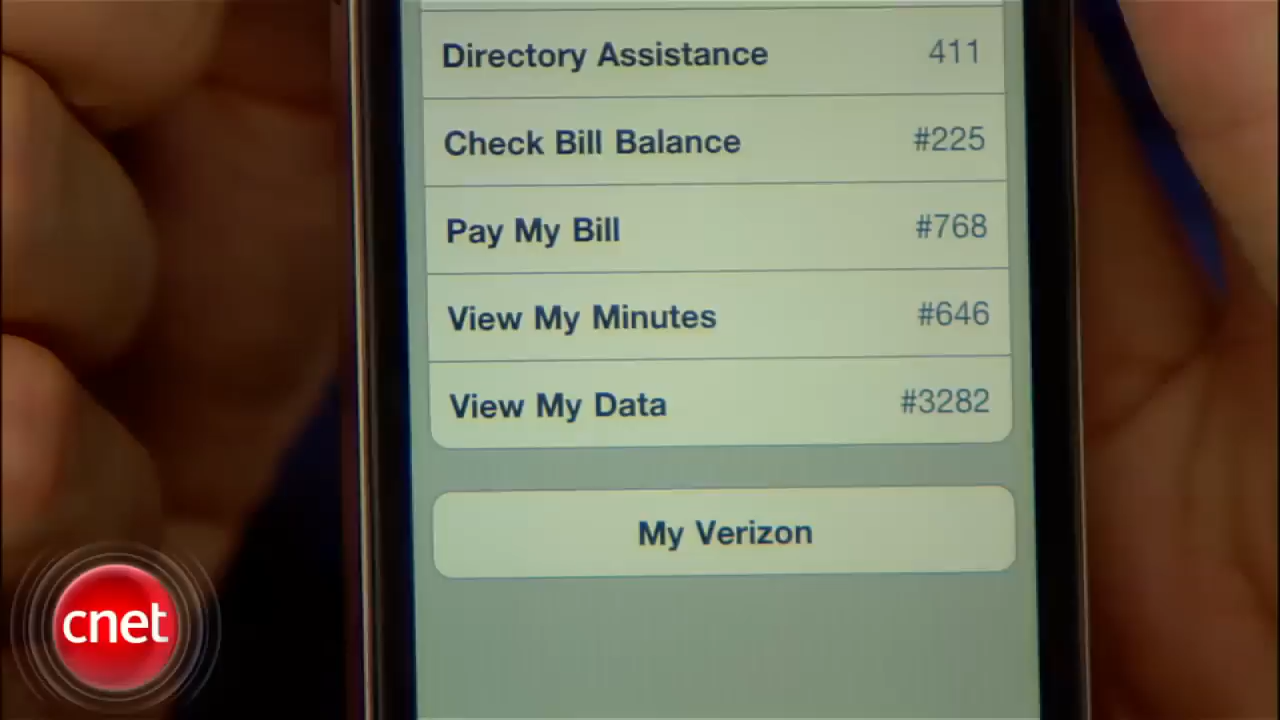 Directory Assistance 411
Check Bill Balance #225
Pay My Bill #768
View My Minutes #646
View My Data #3282
My Verizon
cnet